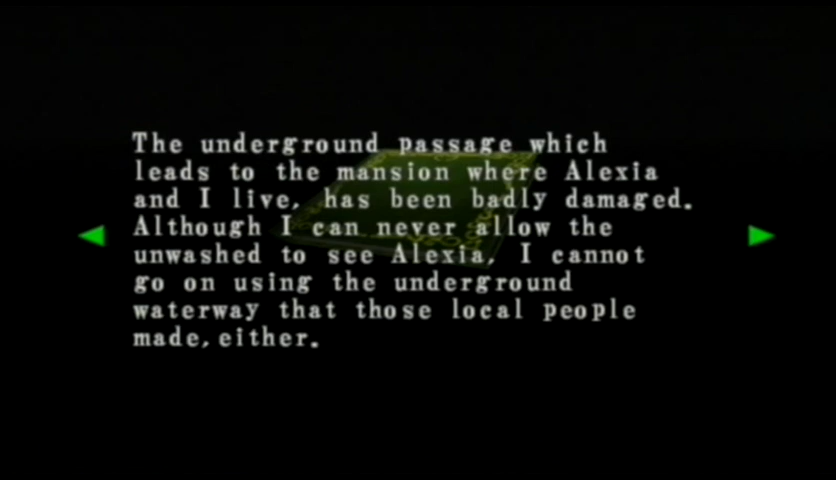 The underground passage which
leads to the mansion where Alexia
and I live, has been badly damaged.
Although I can never allow the
unwashed to see Alexia, I cannot
go on using the underground
waterway that those local people
made,either.